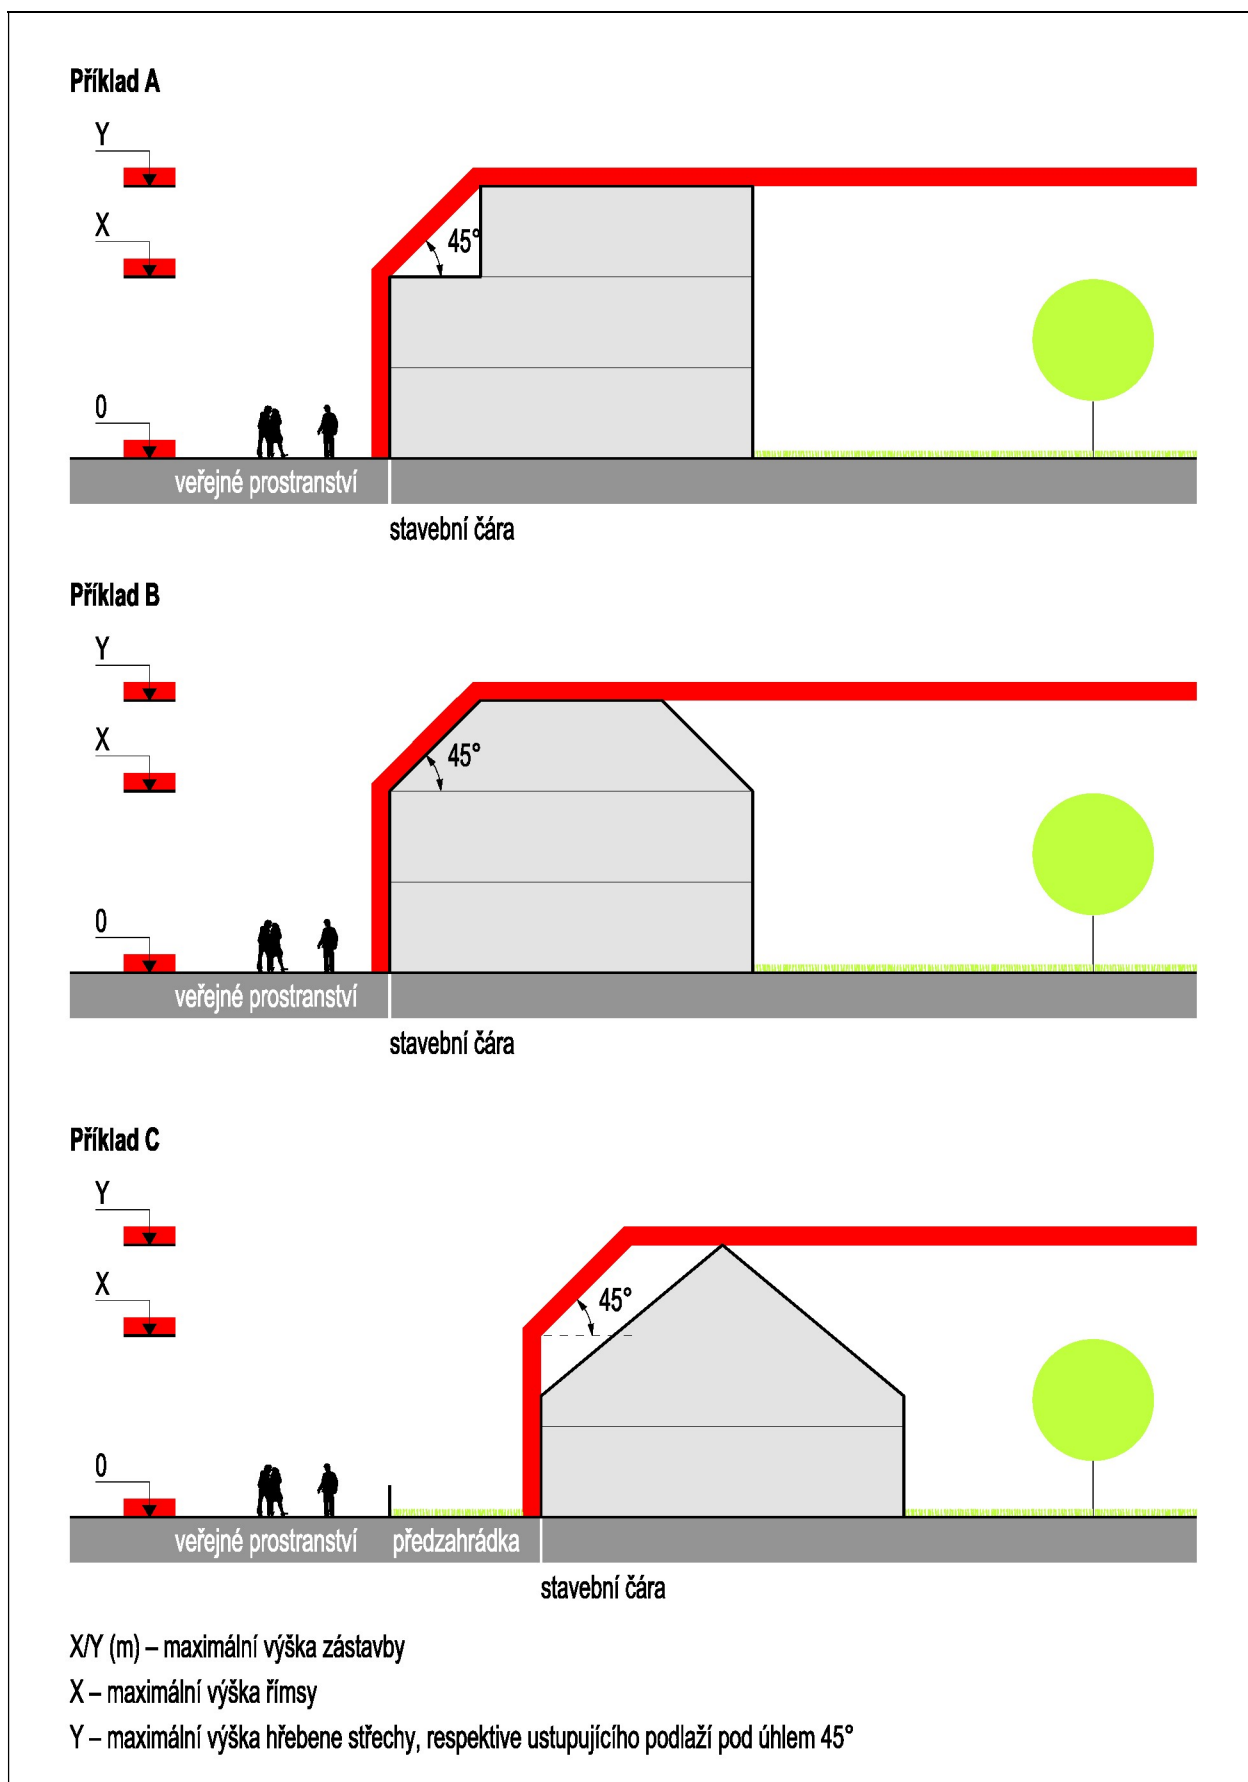 Příklad A
Y
X
45°
0
veřejné prostranství
stavební čára
Příklad B
Y
X
45°
0
veřejné prostranství
stavební čára
Příklad C
Y
X
45°
0
veřejné prostranství předzahrádka
stavební čára
X/Y (m) – maximální výška zástavby
X – maximální výška římsy
Y – maximální výška hřebene střechy, respektive ustupujícího podlaží pod úhlem 45°